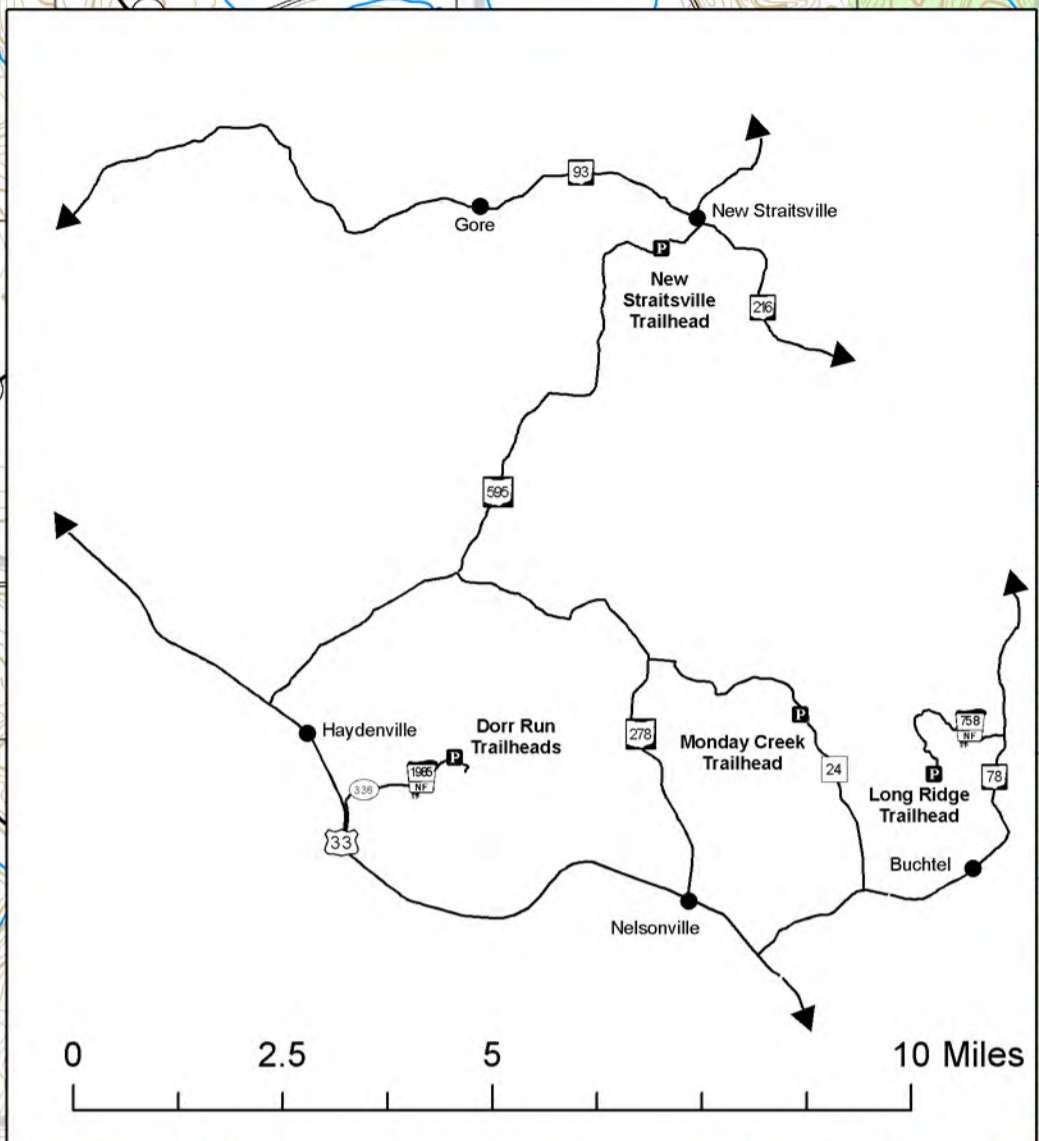 93
New Straitsville
Gore
P
New
Straitsville
Trailhead
216
595
Haydenville
Dorr Run
Trailheads
P
1985
NF
336
33
278
Monday Creek
Trailhead
P
24
758
NF
P
Long Ridge
Trailhead
78
Buchtel
Nelsonville
0 2.5 5 10 Miles